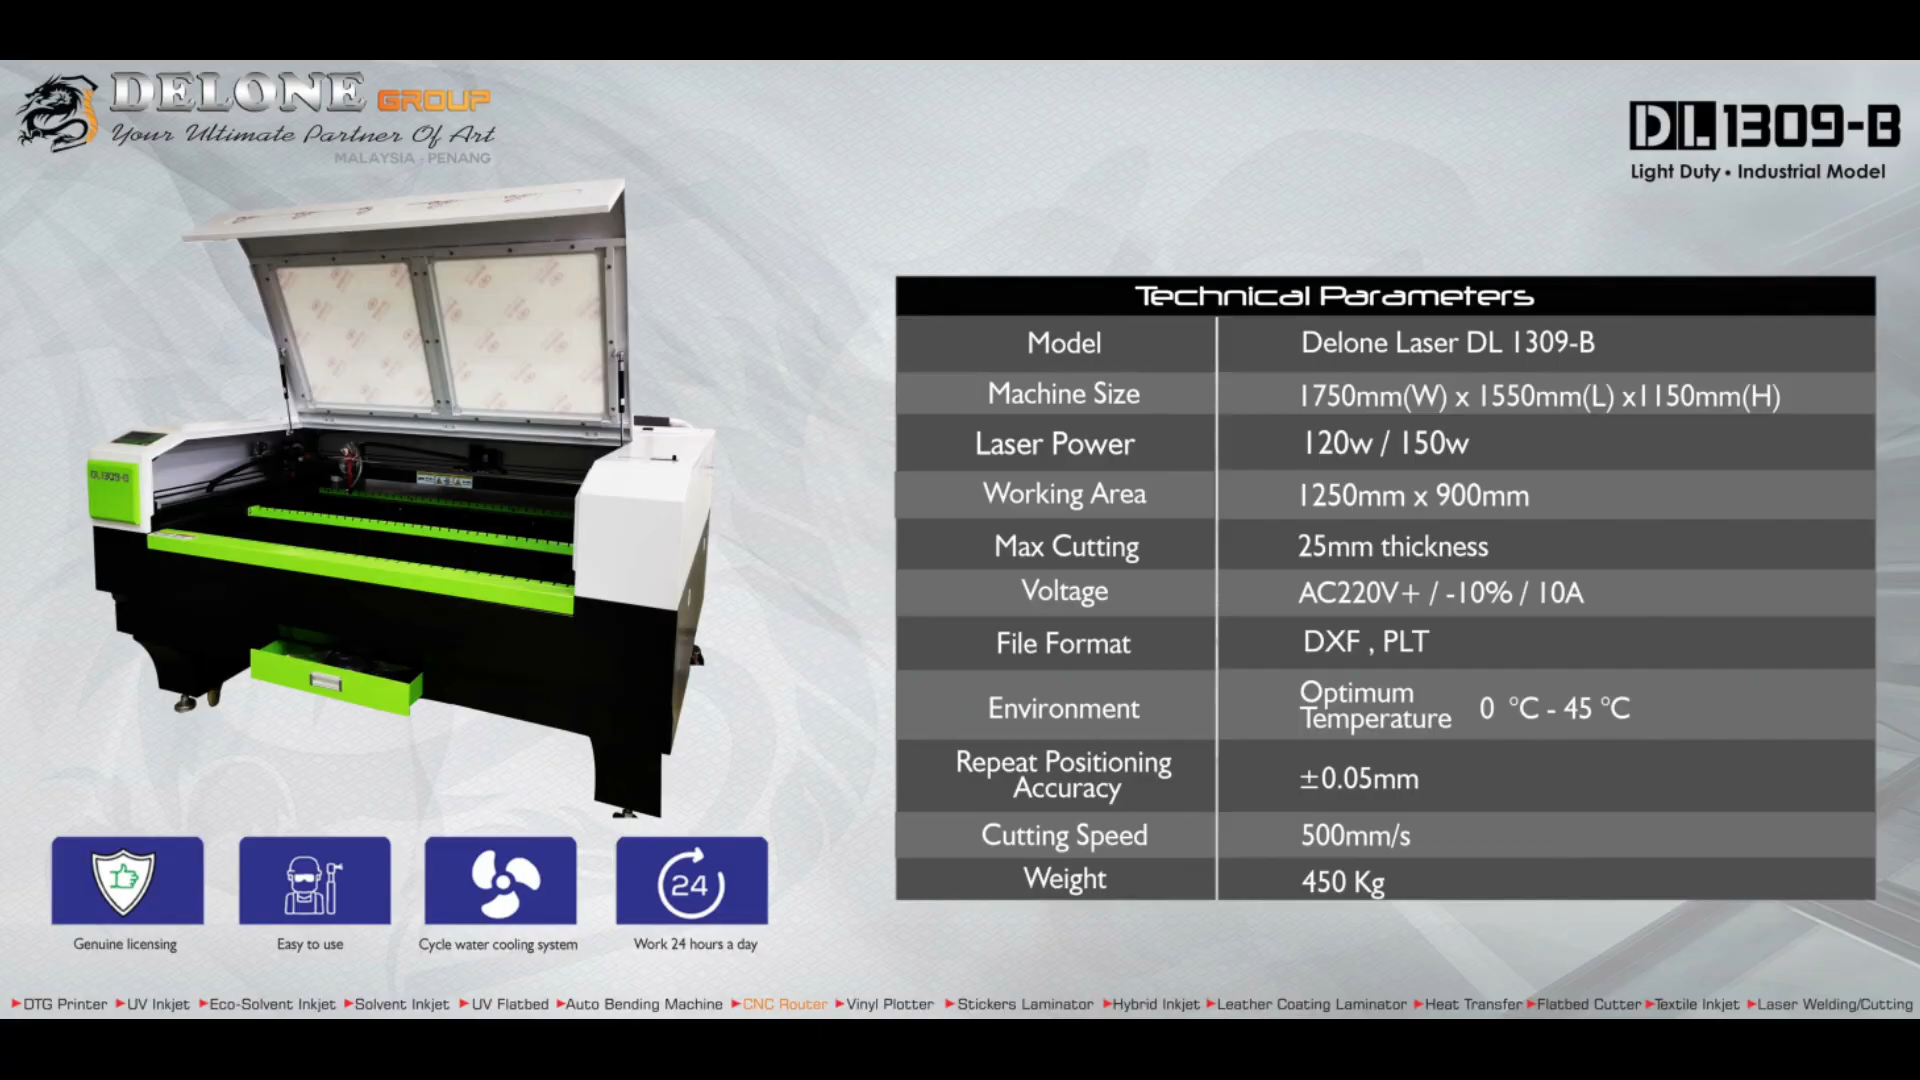 DELONE GROUP
Your Ultimate Partner Of Art
MALAYSIA . PENANG
DL1309-B
Light Duty • Industrial Model
DL1309-B
Technical Parameters
Model Delone Laser DL 1309-B
Machine Size 1750mm(W) x 1550mm(L) x1150mm(H)
Laser Power 120w / 150w
Working Area 1250mm x 900mm
Max Cutting 25mm thickness
Voltage AC220V+ / -10% / 10A
File Format DXF , PLT
Environment Optimum Temperature 0 °C - 45 °C
Repeat Positioning Accuracy ±0.05mm
Cutting Speed 500mm/s
Weight 450 Kg
24
Genuine licensing
Easy to use
Cycle water cooling system
Work 24 hours a day
DTG Printer UV Inkjet Eco-Solvent Inkjet Solvent Inkjet UV Flatbed Auto Bending Machine CNC Router Vinyl Plotter Stickers Laminator Hybrid Inkjet Leather Coating Laminator Heat Transfer Flatbed Cutter Textile Inkjet Laser Welding/Cutting